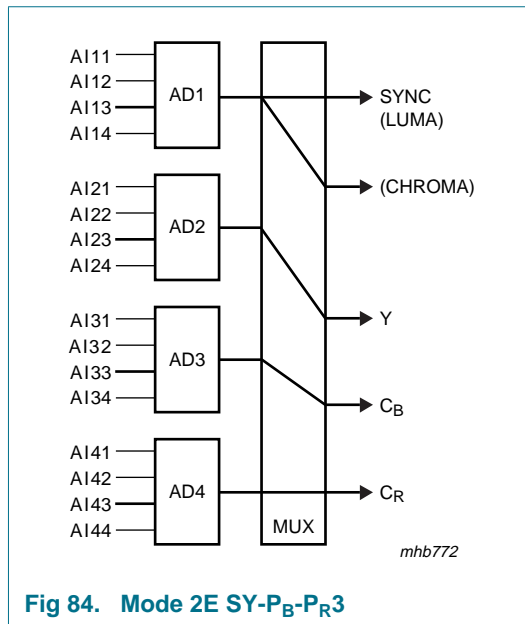 AI11
AI12
AI13
AI14
AD1
SYNC
(LUMA)
(CHROMA)
AI21
AI22
AI23
AI24
AD2
Y
AI31
AI32
AI33
AI34
AD3
CB
AI41
AI42
AI43
AI44
AD4
CR
MUX
mhb772
Fig 84. Mode 2E SY-PB-PR3